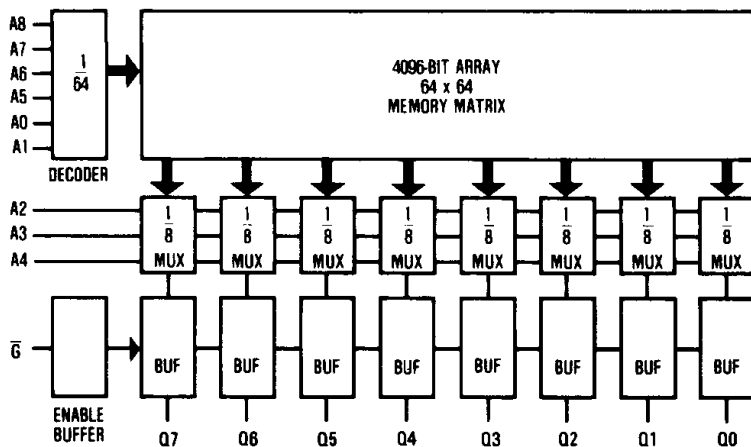 A8
A7
A6
A5
A0
A1
1
64
DECODER
4096-BIT ARRAY
64 x 64
MEMORY MATRIX
A2
A3
A4
1 1 1 1 1 1 1 1
8 8 8 8 8 8 8 8
MUX MUX MUX MUX MUX MUX MUX MUX
G
ENABLE
BUFFER
BUF BUF BUF BUF BUF BUF BUF BUF
Q7 Q6 Q5 Q4 Q3 Q2 Q1 Q0